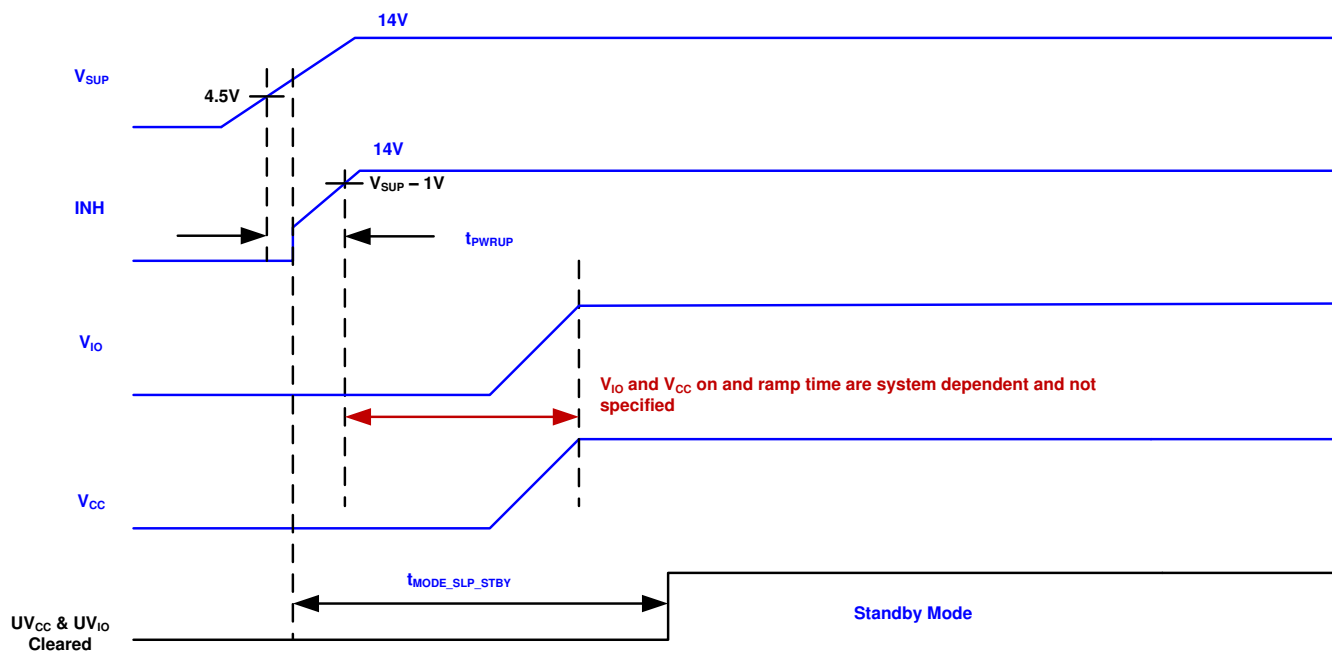 14V
VSUP
4.5V
14V
VSUP – 1V
INH
tPWRUP
VIO
VIO and VCC on and ramp time are system dependent and not
specified
VCC
tMODE_SLP_STBY
UVCC & UVIO
Cleared
Standby Mode